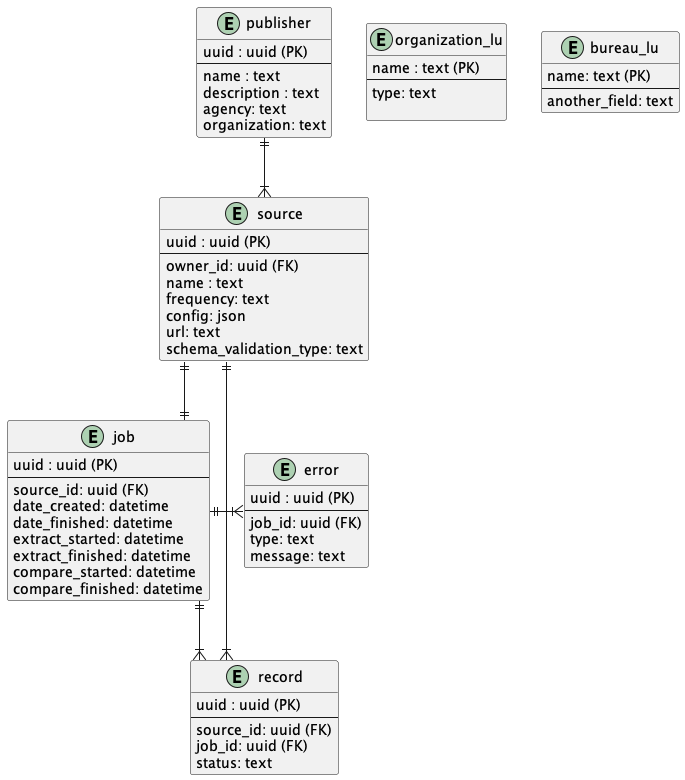 E publisher
uuid : uuid (PK)
name : text
description : text
agency: text
organization: text
E organization_lu
name : text (PK)
type: text
E bureau_lu
name: text (PK)
another_field: text
E source
uuid : uuid (PK)
owner_id: uuid (FK)
name : text
frequency: text
config: json
url: text
schema_validation_type: text
E job
uuid : uuid (PK)
source_id: uuid (FK)
date_created: datetime
date_finished: datetime
extract_started: datetime
extract_finished: datetime
compare_started: datetime
compare_finished: datetime
E error
uuid : uuid (PK)
job_id: uuid (FK)
type: text
message: text
E record
uuid : uuid (PK)
source_id: uuid (FK)
job_id: uuid (FK)
status: text